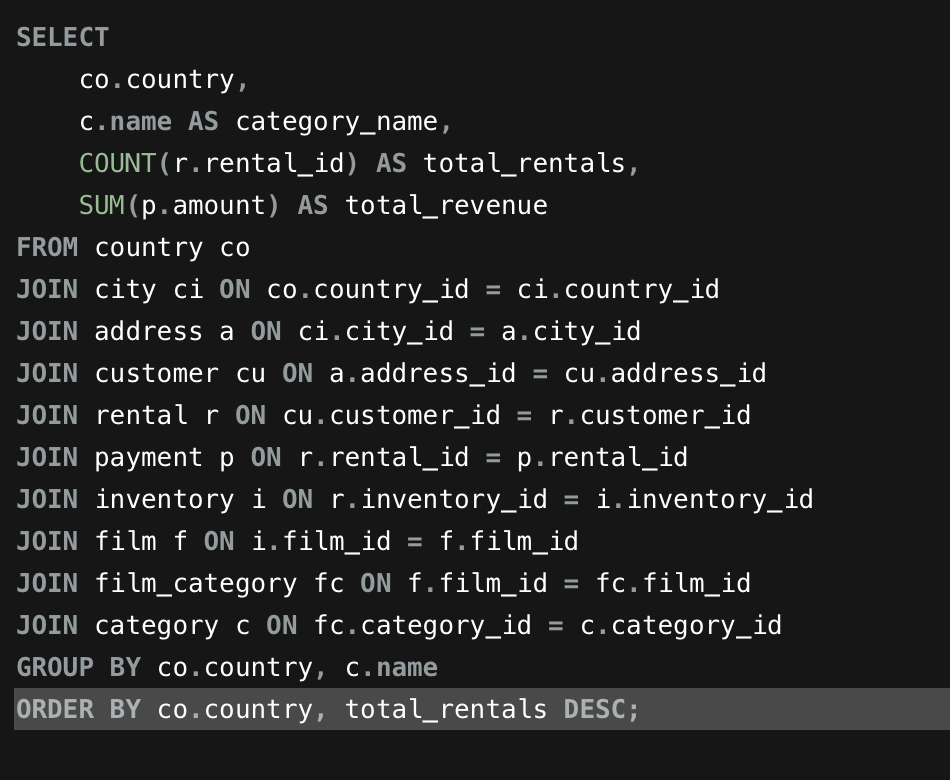 SELECT
    co.country,
    c.name AS category_name,
    COUNT(r.rental_id) AS total_rentals,
    SUM(p.amount) AS total_revenue
FROM country co
JOIN city ci ON co.country_id = ci.country_id
JOIN address a ON ci.city_id = a.city_id
JOIN customer cu ON a.address_id = cu.address_id
JOIN rental r ON cu.customer_id = r.customer_id
JOIN payment p ON r.rental_id = p.rental_id
JOIN inventory i ON r.inventory_id = i.inventory_id
JOIN film f ON i.film_id = f.film_id
JOIN film_category fc ON f.film_id = fc.film_id
JOIN category c ON fc.category_id = c.category_id
GROUP BY co.country, c.name
ORDER BY co.country, total_rentals DESC;